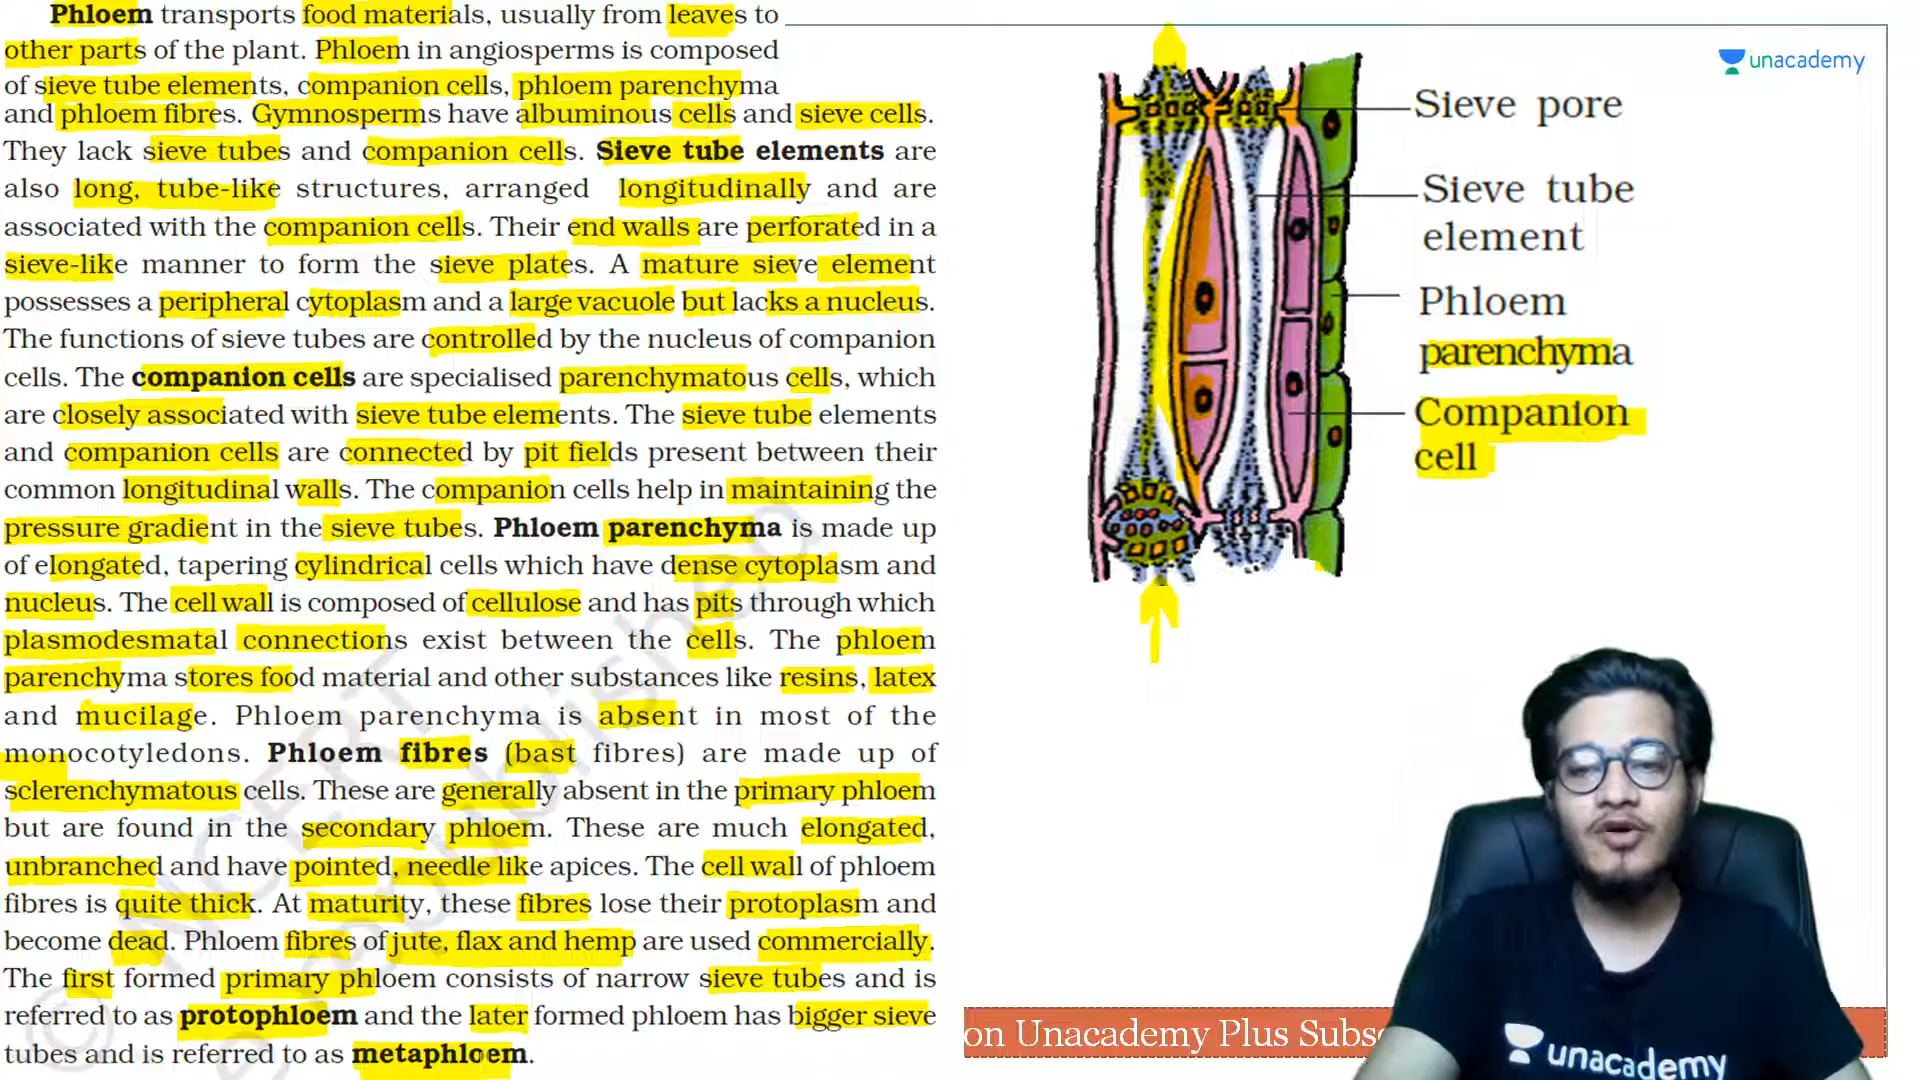 Phloem transports food materials, usually from leaves to
other parts of the plant. Phloem in angiosperms is composed
of sieve tube elements, companion cells, phloem parenchyma
and phloem fibres. Gymnosperms have albuminous cells and sieve cells.
They lack sieve tubes and companion cells. Sieve tube elements are
also long, tube-like structures, arranged longitudinally and are
associated with the companion cells. Their end walls are perforated in a
sieve-like manner to form the sieve plates. A mature sieve element
possesses a peripheral cytoplasm and a large vacuole but lacks a nucleus.
The functions of sieve tubes are controlled by the nucleus of companion
cells. The companion cells are specialised parenchymatous cells, which
are closely associated with sieve tube elements. The sieve tube elements
and companion cells are connected by pit fields present between their
common longitudinal walls. The companion cells help in maintaining the
pressure gradient in the sieve tubes. Phloem parenchyma is made up
of elongated, tapering cylindrical cells which have dense cytoplasm and
nucleus. The cell wall is composed of cellulose and has pits through which
plasmodesmatal connections exist between the cells. The phloem
parenchyma stores food material and other substances like resins, latex
and mucilage. Phloem parenchyma is absent in most of the
monocotyledons. Phloem fibres (bast fibres) are made up of
sclerenchymatous cells. These are generally absent in the primary phloem
but are found in the secondary phloem. These are much elongated,
unbranched and have pointed, needle like apices. The cell wall of phloem
fibres is quite thick. At maturity, these fibres lose their protoplasm and
become dead. Phloem fibres of jute, flax and hemp are used commercially.
The first formed primary phloem consists of narrow sieve tubes and is
referred to as protophloem and the later formed phloem has bigger sieve
tubes and is referred to as metaphloem.
© NCERT
unacademy
Sieve pore
Sieve tube
element
Phloem
parenchyma
Companion
cell
on Unacademy Plus Subsc
unacademy